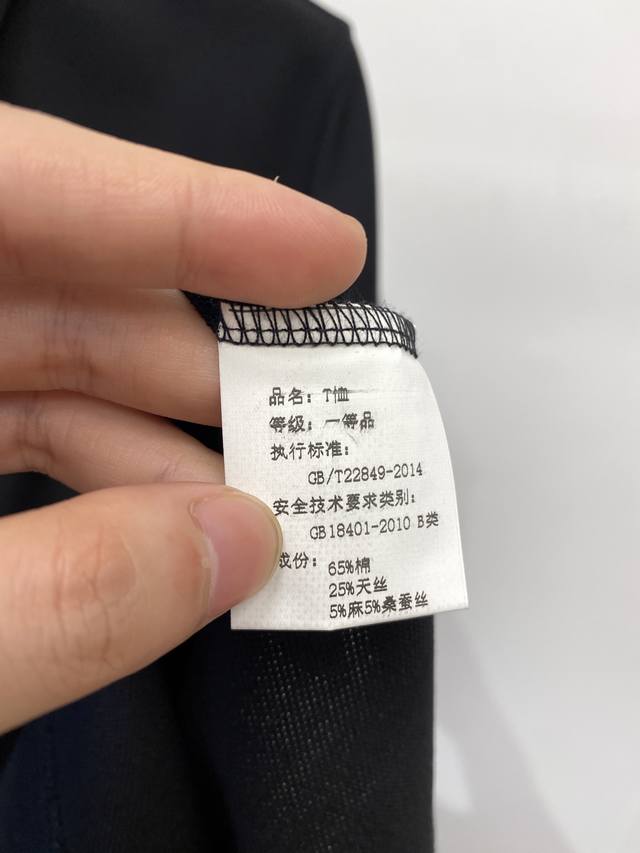 品名：T恤
等级：一等品
执行标准：
GB/T22849-2014
安全技术要求类别：
GB18401-2010 B类
成份：65%棉
25%天丝
5%麻5%桑蚕丝